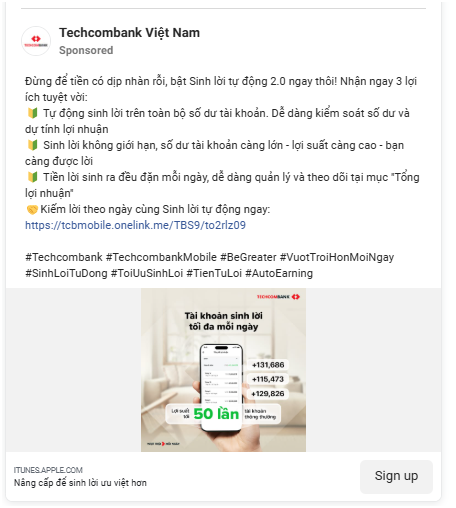 Techcombank Việt Nam
Sponsored
Đừng để tiền có dịp nhàn rỗi, bật Sinh lời tự động 2.0 ngay thôi! Nhận ngay 3 lợi
ích tuyệt vời:
🔰 Tự động sinh lời trên toàn bộ số dư tài khoản. Dễ dàng kiểm soát số dư và
dự tính lợi nhuận
🔰 Sinh lời không giới hạn, số dư tài khoản càng lớn - lợi suất càng cao - bạn
càng được lời
🔰 Tiền lời sinh ra đều đặn mỗi ngày, dễ dàng quản lý và theo dõi tại mục "Tổng
lợi nhuận"
🤝Kiếm lời theo ngày cùng Sinh lời tự động ngay:
https://tcbmobile.onelink.me/TBS9/to2rlz09
#Techcombank #TechcombankMobile #BeGreater #VuotTroiHonMoiNgay
#SinhLoiTuDong #ToiUuSinhLoi #TienTuLoi #AutoEarning
TECHCOMBANK
Tài khoản sinh lời
tối đa mỗi ngày
+131,686
+115,473
+129,826
Lợi suất
tới
50 lần
tài khoản
thông thường
ITUNES.APPLE.COM
Nâng cấp để sinh lời ưu việt hơn
Sign up